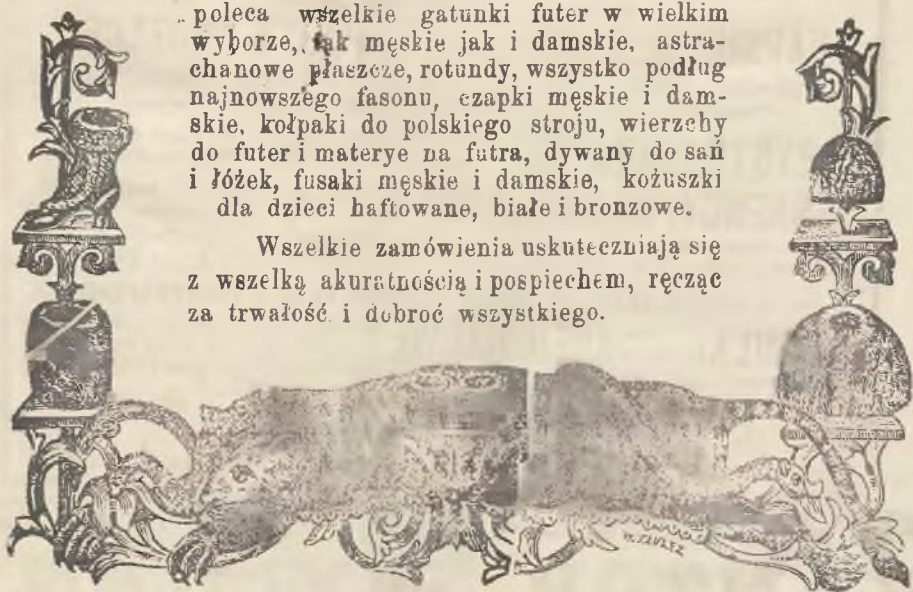 poleca wszelkie gatunki futer w wielkim
wyborze, tak męskie jak i damskie, astra-
chanowe płaszcze, rotundy, wszystko podług
najnowszego fasonu, czapki męskie i dam-
skie, kołpaki do polskiego stroju, wierzchy
do futer i materye na futra, dywany do sań
i łóżek, fusaki męskie i damskie, kożuszki
dla dzieci haftowane, białe i bronzowe.
Wszelkie zamówienia uskuteczniają się
z wszelką akuratnością i pospiechem, ręcząc
za trwałość i dobroć wszystkiego.